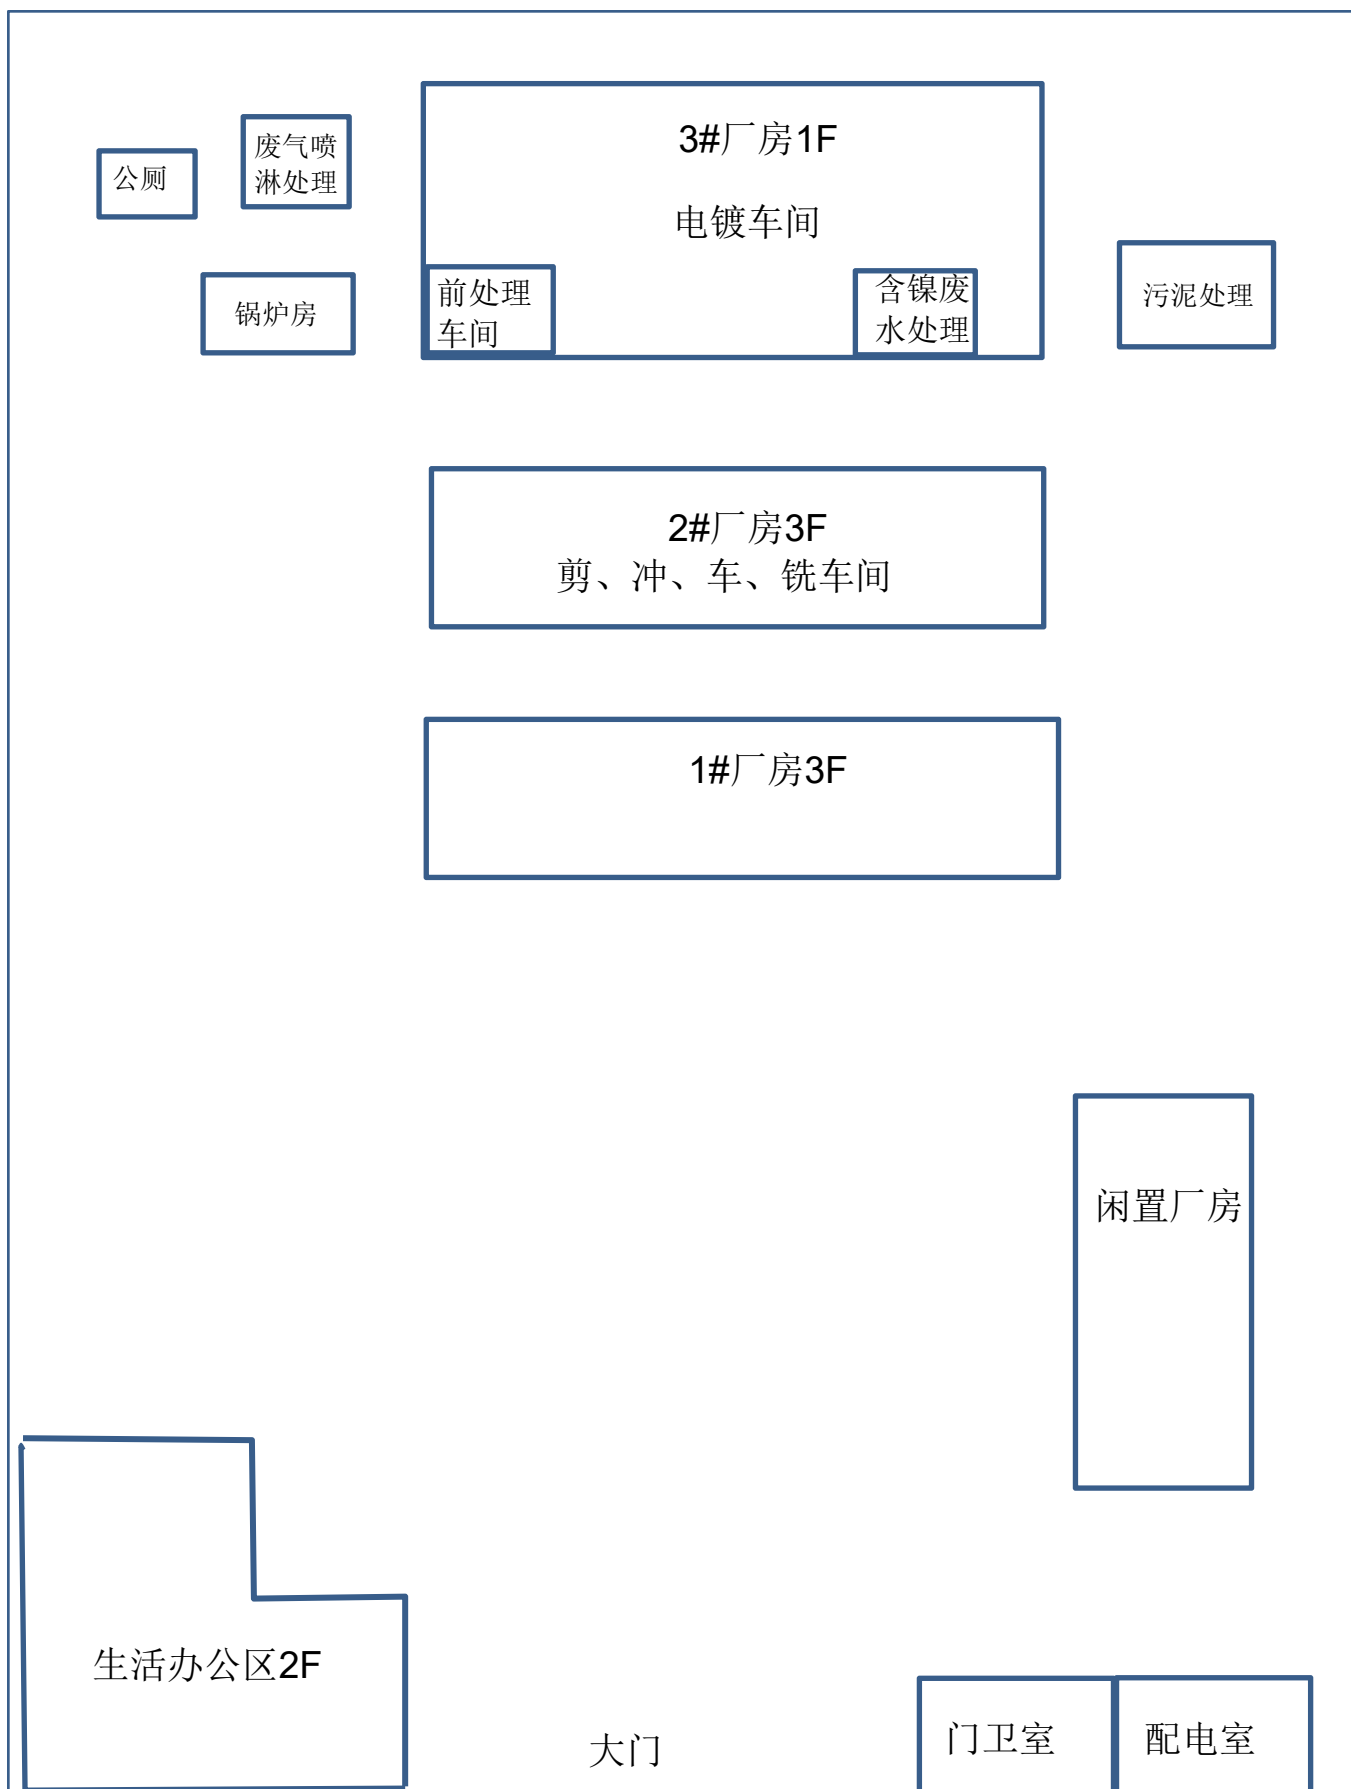 3#厂房1F
废气喷
淋处理
公厕
电镀车间
前处理
车间
含镍废
水处理
污泥处理
锅炉房
2#厂房3F
剪、冲、车、铣车间
1#厂房3F
闲置厂房
生活办公区2F
大门
门卫室
配电室